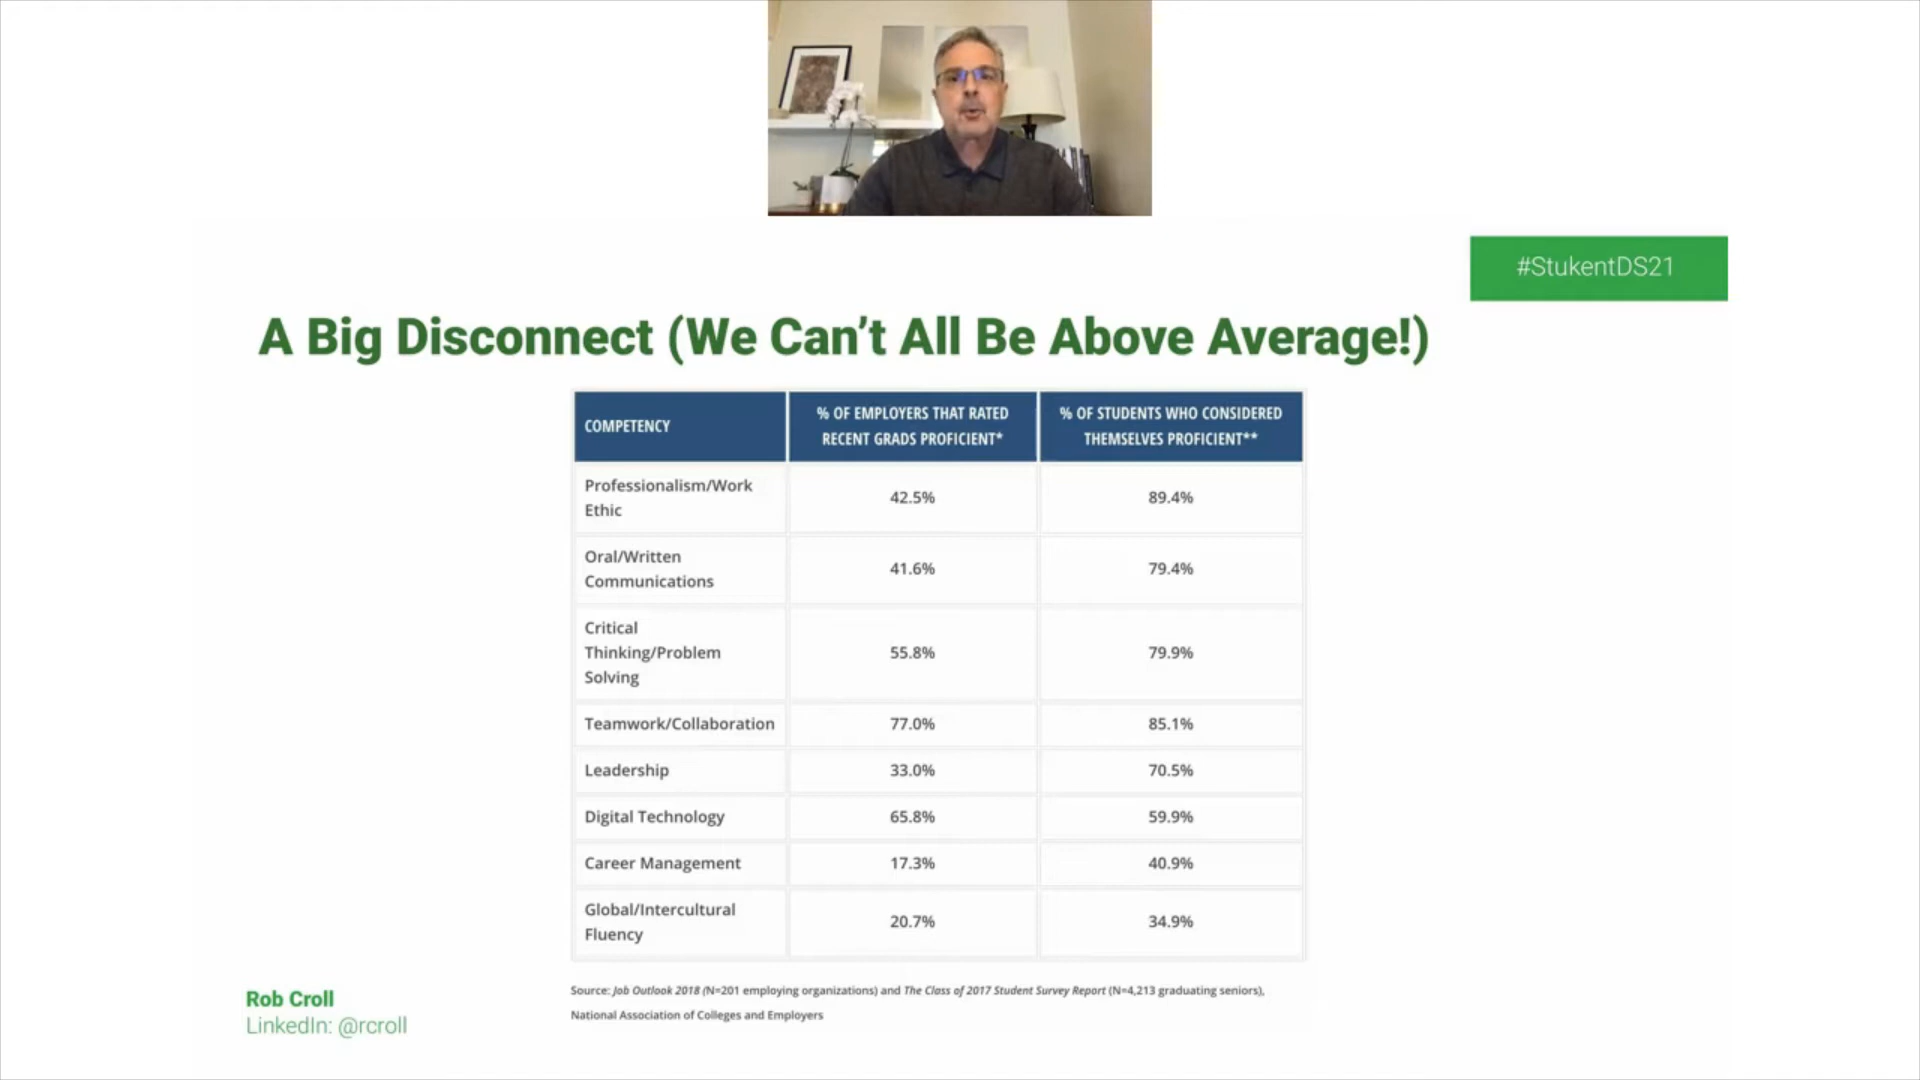 #StukentDS21
A Big Disconnect (We Can't All Be Above Average!)
COMPETENCY
% OF EMPLOYERS THAT RATED
RECENT GRADS PROFICIENT*
% OF STUDENTS WHO CONSIDERED
THEMSELVES PROFICIENT**
Professionalism/Work
Ethic
42.5%
89.4%
Oral/Written
Communications
41.6%
79.4%
Critical
Thinking/Problem
Solving
55.8%
79.9%
Teamwork/Collaboration
77.0%
85.1%
Leadership
33.0%
70.5%
Digital Technology
65.8%
59.9%
Career Management
17.3%
40.9%
Global/Intercultural
Fluency
20.7%
34.9%
Source: Job Outlook 2018 (N=201 employing organizations) and The Class of 2017 Student Survey Report (N=4,213 graduating seniors),
National Association of Colleges and Employers
Rob Croll
LinkedIn: @rcroll